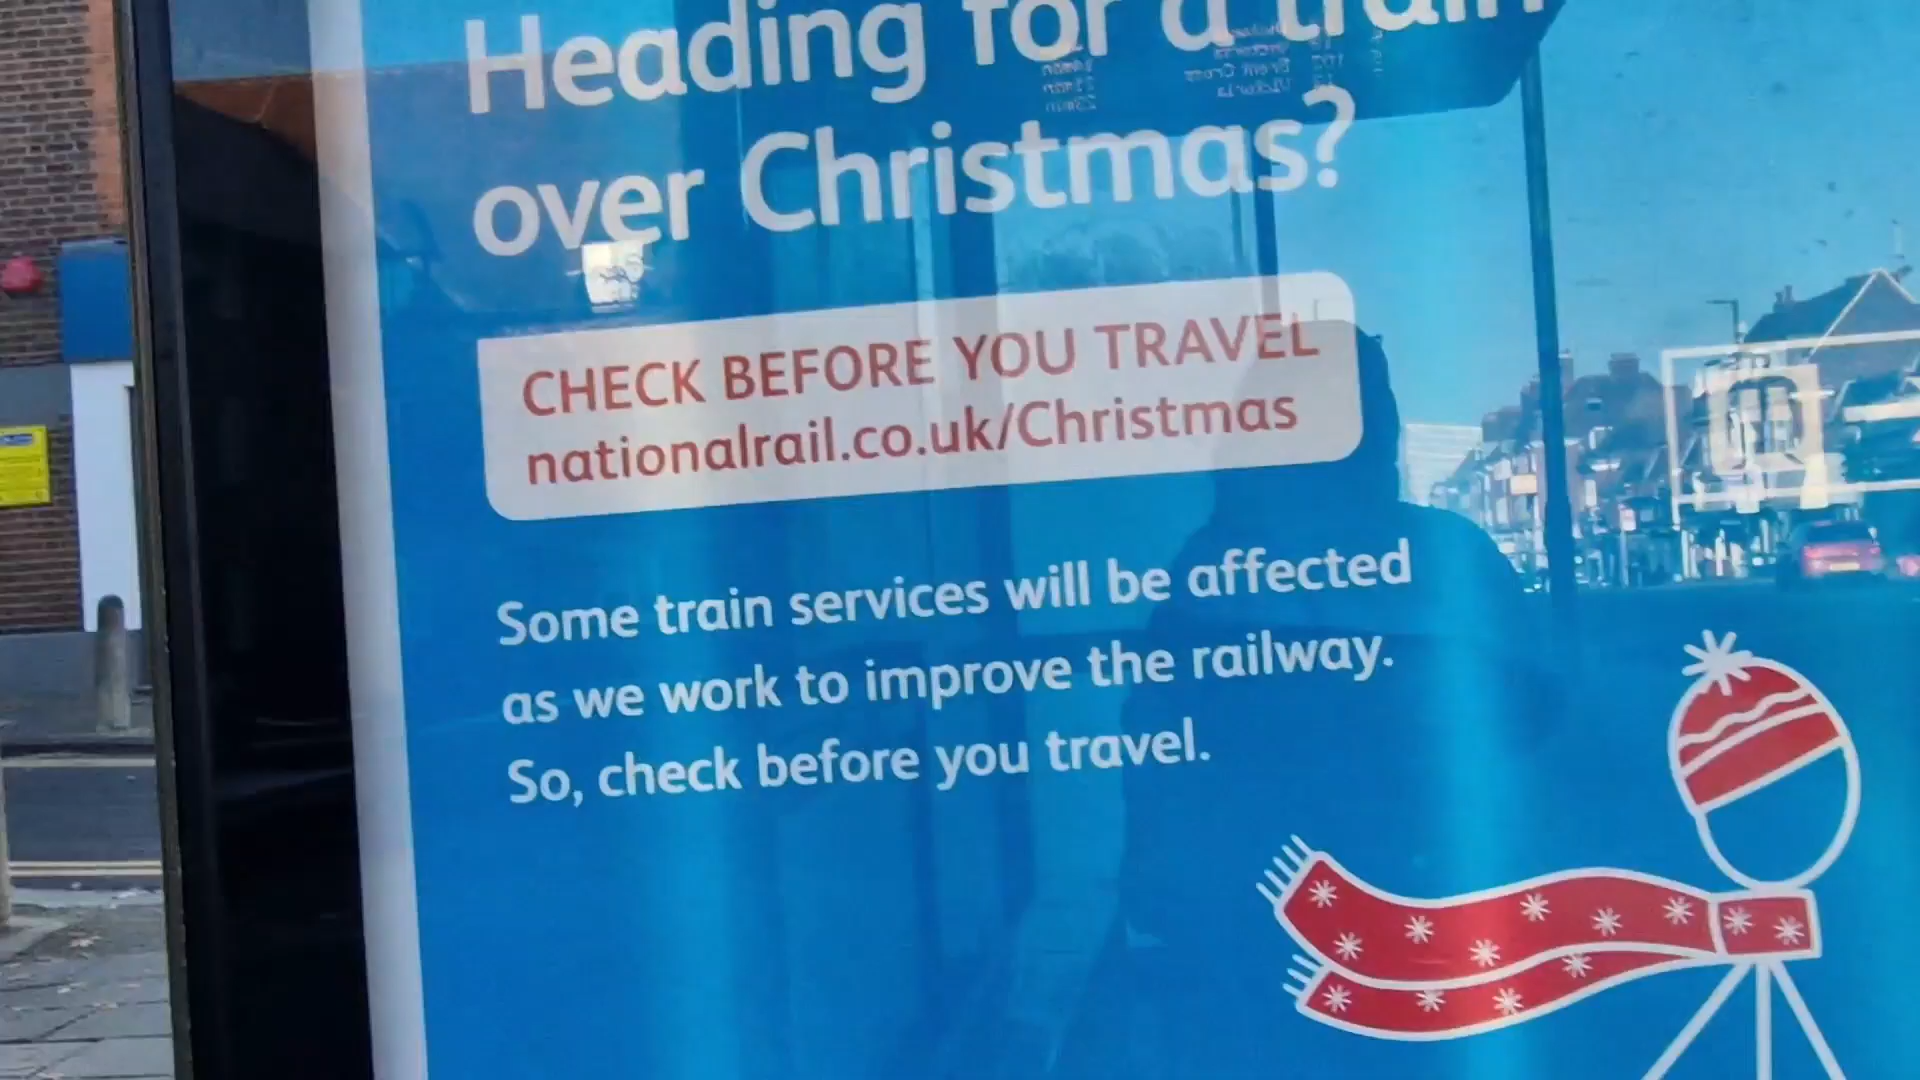 Heading for a train
over Christmas?
CHECK BEFORE YOU TRAVEL
nationalrail.co.uk/Christmas
Some train services will be affected
as we work to improve the railway.
So, check before you travel.